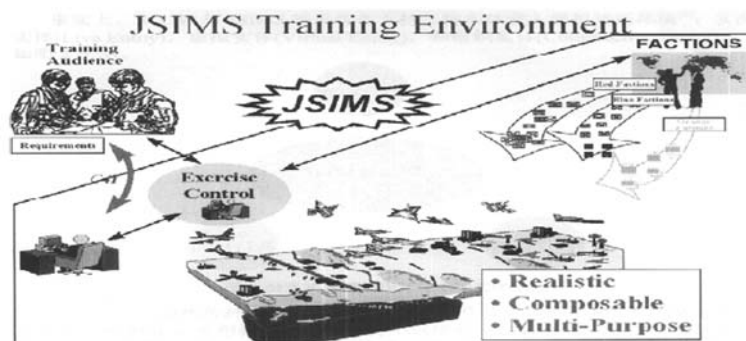 JSIMS Training Environment
Training
Audience
FACTIONS
JSIMS
Red Factions
Blue Factions
Requirements
Exercise
Control
• Realistic
• Composable
• Multi-Purpose